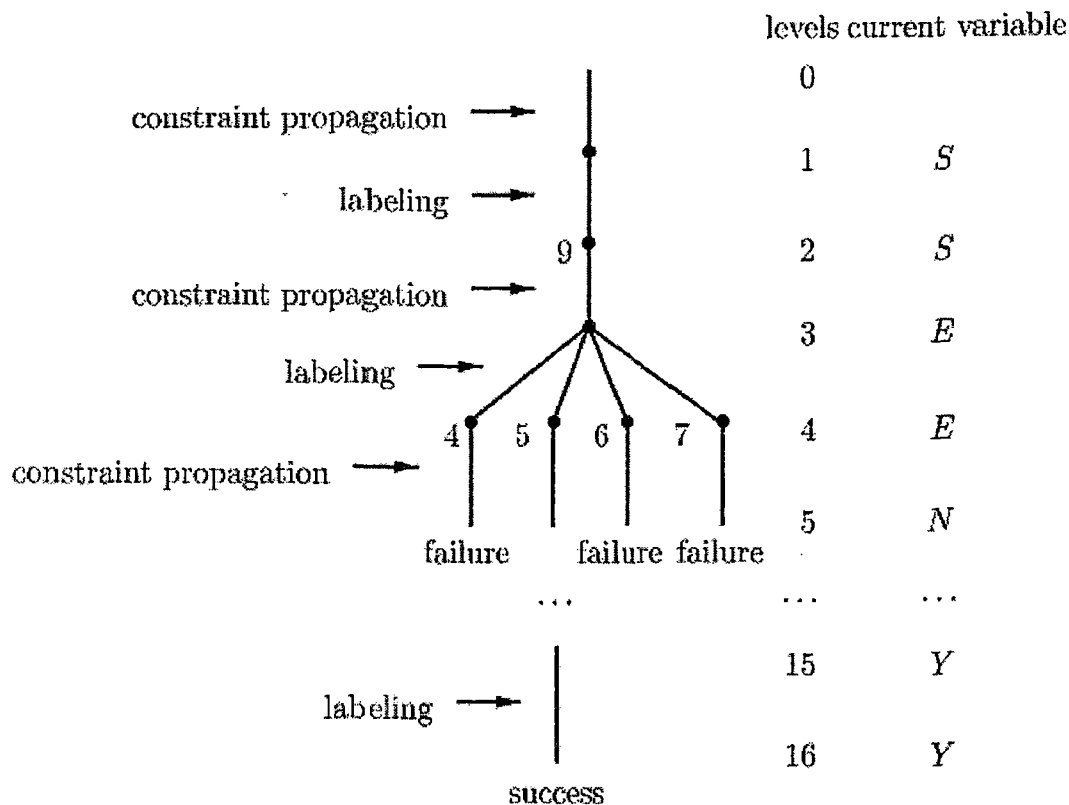 levels current variable
0
constraint propagation
1 S
labeling
9 2 S
constraint propagation
3 E
labeling
4 5 6 7 4 E
constraint propagation
5 N
failure failure failure
... ... ...
15 Y
labeling
16 Y
success